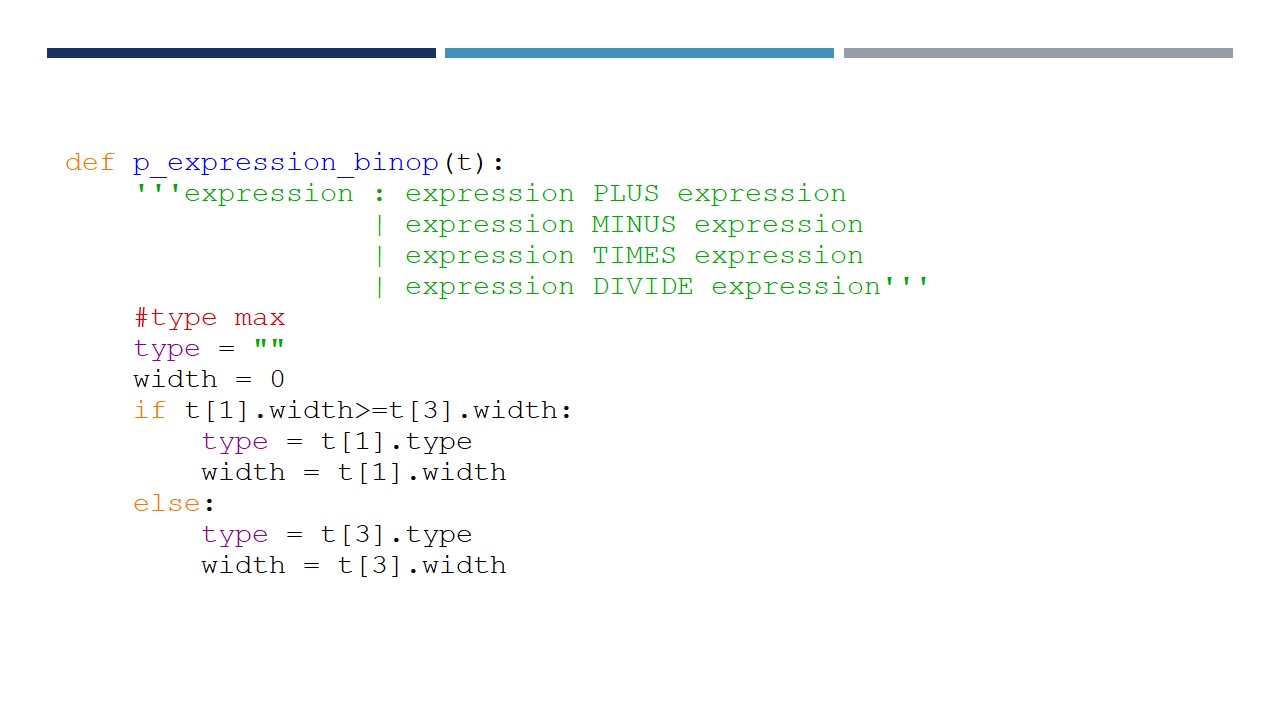 def p_expression_binop(t):
    '''expression : expression PLUS expression
                  | expression MINUS expression
                  | expression TIMES expression
                  | expression DIVIDE expression'''
    #type max
    type = ""
    width = 0
    if t[1].width>=t[3].width:
        type = t[1].type
        width = t[1].width
    else:
        type = t[3].type
        width = t[3].width